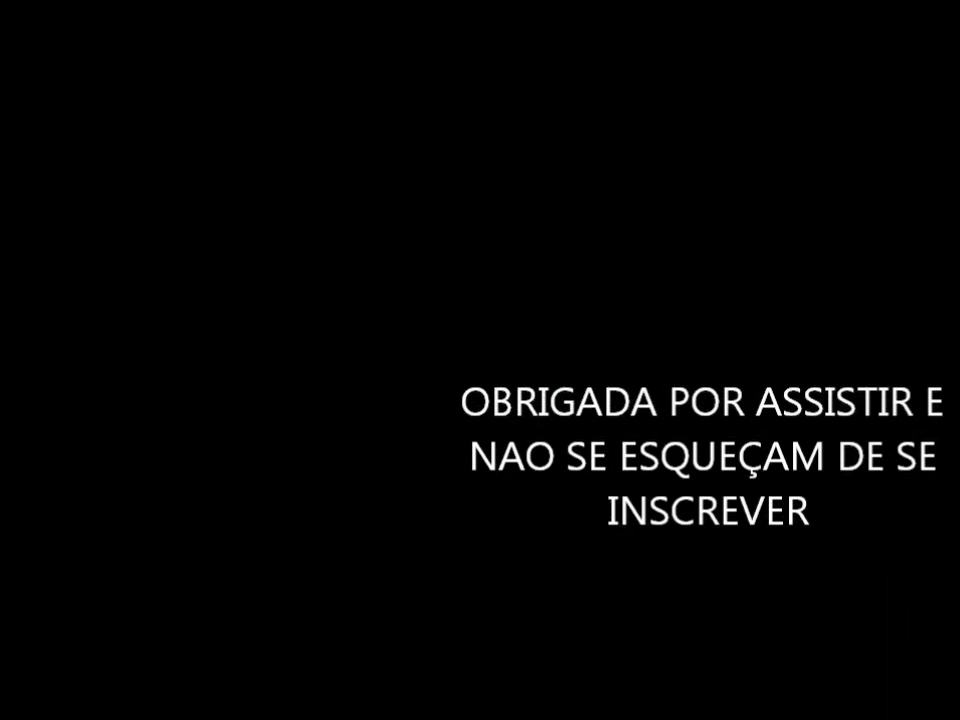 OBRIGADA POR ASSISTIR E
NAO SE ESQUEÇAM DE SE
INSCREVER